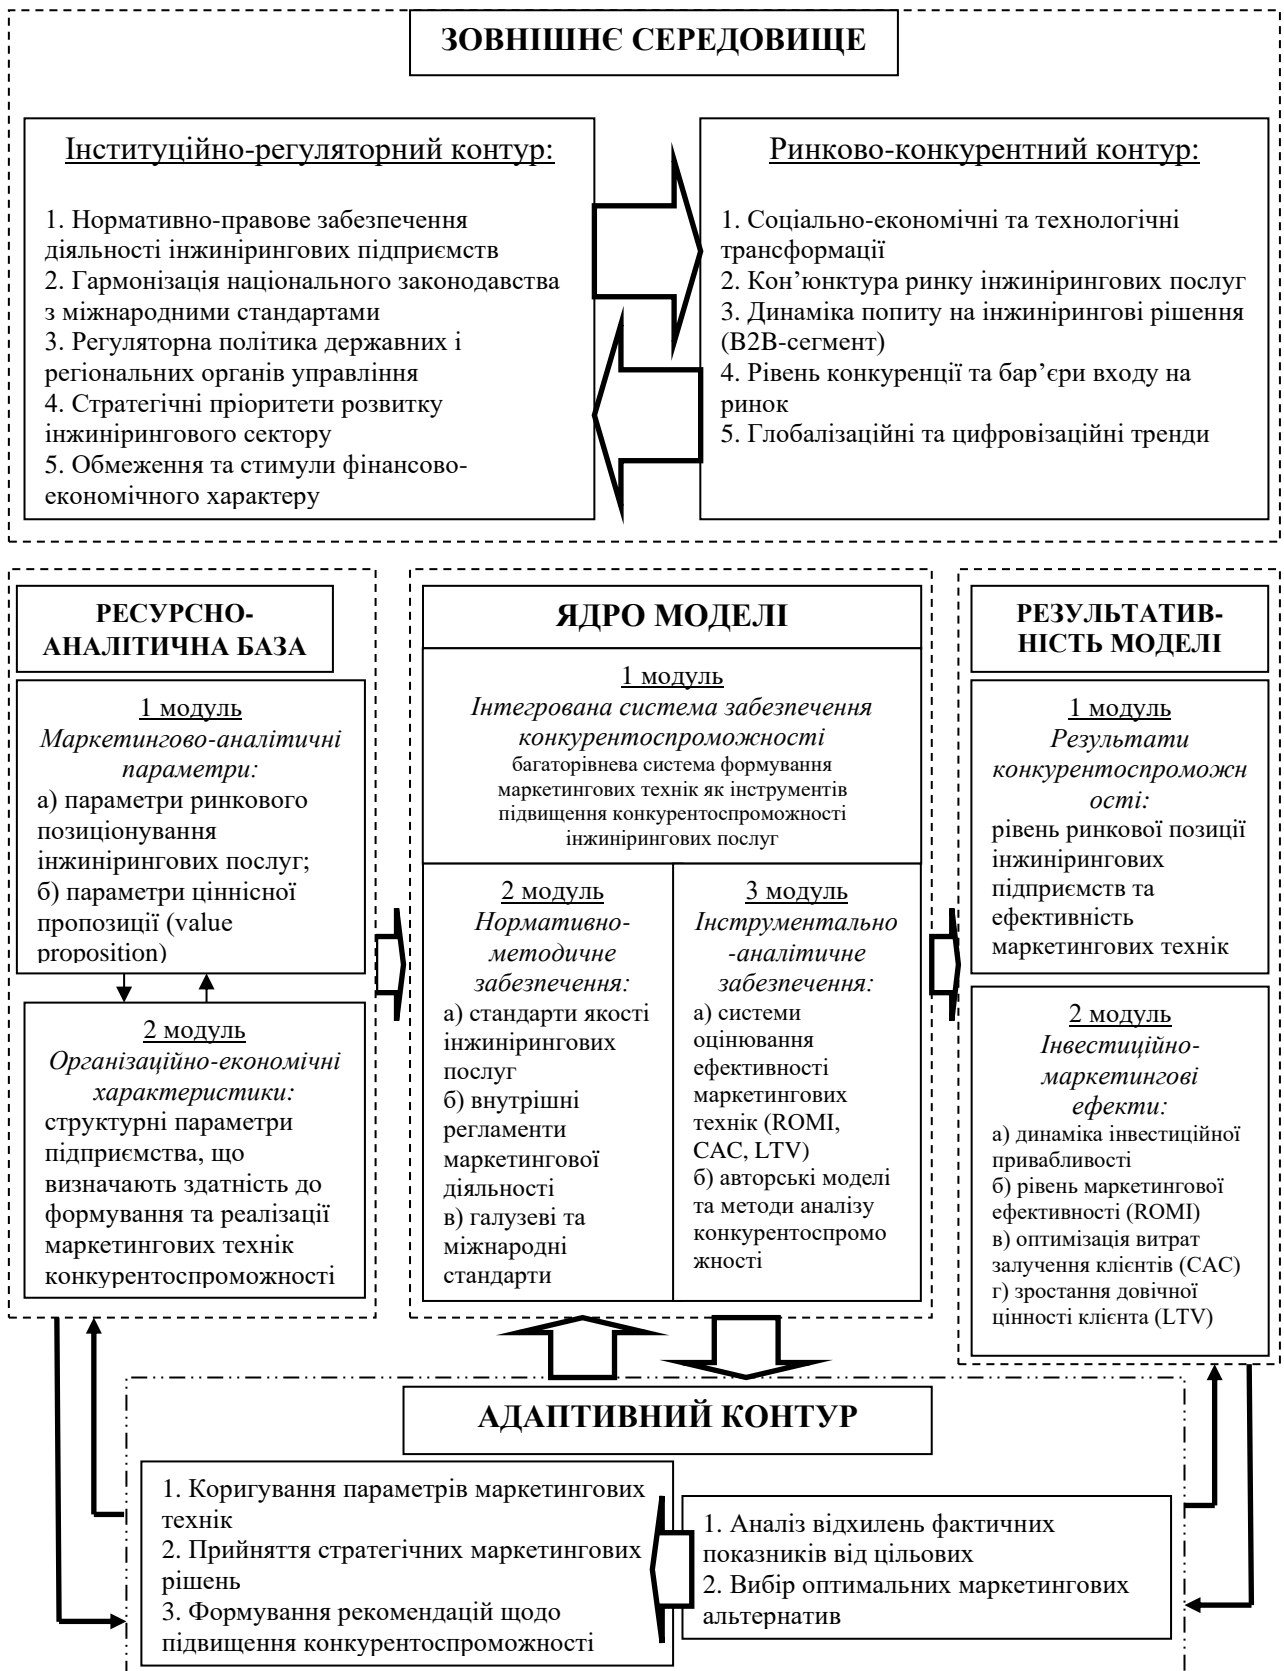 ЗОВНІШНЄ СЕРЕДОВИЩЕ
Інституційно-регуляторний контур:
1. Нормативно-правове забезпечення
діяльності інжинірингових підприємств
2. Гармонізація національного законодавства
з міжнародними стандартами
3. Регуляторна політика державних і
регіональних органів управління
4. Стратегічні пріоритети розвитку
інжинірингового сектору
5. Обмеження та стимули фінансово-
економічного характеру
Ринково-конкурентний контур:
1. Соціально-економічні та технологічні
трансформації
2. Кон’юнктура ринку інжинірингових послуг
3. Динаміка попиту на інжинірингові рішення
(B2B-сегмент)
4. Рівень конкуренції та бар’єри входу на
ринок
5. Глобалізаційні та цифровізаційні тренди
РЕСУРСНО-
АНАЛІТИЧНА БАЗА
1 модуль
Маркетингово-аналітичні
параметри:
а) параметри ринкового
позиціонування
інжинірингових послуг;
б) параметри ціннісної
пропозиції (value
proposition)
2 модуль
Організаційно-економічні
характеристики:
структурні параметри
підприємства, що
визначають здатність до
формування та реалізації
маркетингових технік
конкурентоспроможності
ЯДРО МОДЕЛІ
1 модуль
Інтегрована система забезпечення
конкурентоспроможності
багаторівнева система формування
маркетингових технік як інструментів
підвищення конкурентоспроможності
інжинірингових послуг
2 модуль
Нормативно-
методичне
забезпечення:
а) стандарти якості
інжинірингових
послуг
б) внутрішні
регламенти
маркетингової
діяльності
в) галузеві та
міжнародні
стандарти
3 модуль
Інструментально
-аналітичне
забезпечення:
а) системи
оцінювання
ефективності
маркетингових
технік (ROMI,
CAC, LTV)
б) авторські моделі
та методи аналізу
конкурентоспромо
жності
РЕЗУЛЬТАТИВ-
НІСТЬ МОДЕЛІ
1 модуль
Результати
конкурентоспроможн
ості:
рівень ринкової позиції
інжинірингових
підприємств та
ефективність
маркетингових технік
2 модуль
Інвестиційно-
маркетингові
ефекти:
а) динаміка інвестиційної
привабливості
б) рівень маркетингової
ефективності (ROMI)
в) оптимізація витрат
залучення клієнтів (CAC)
г) зростання довічної
цінності клієнта (LTV)
АДАПТИВНИЙ КОНТУР
1. Коригування параметрів маркетингових
технік
2. Прийняття стратегічних маркетингових
рішень
3. Формування рекомендацій щодо
підвищення конкурентоспроможності
1. Аналіз відхилень фактичних
показників від цільових
2. Вибір оптимальних маркетингових
альтернатив